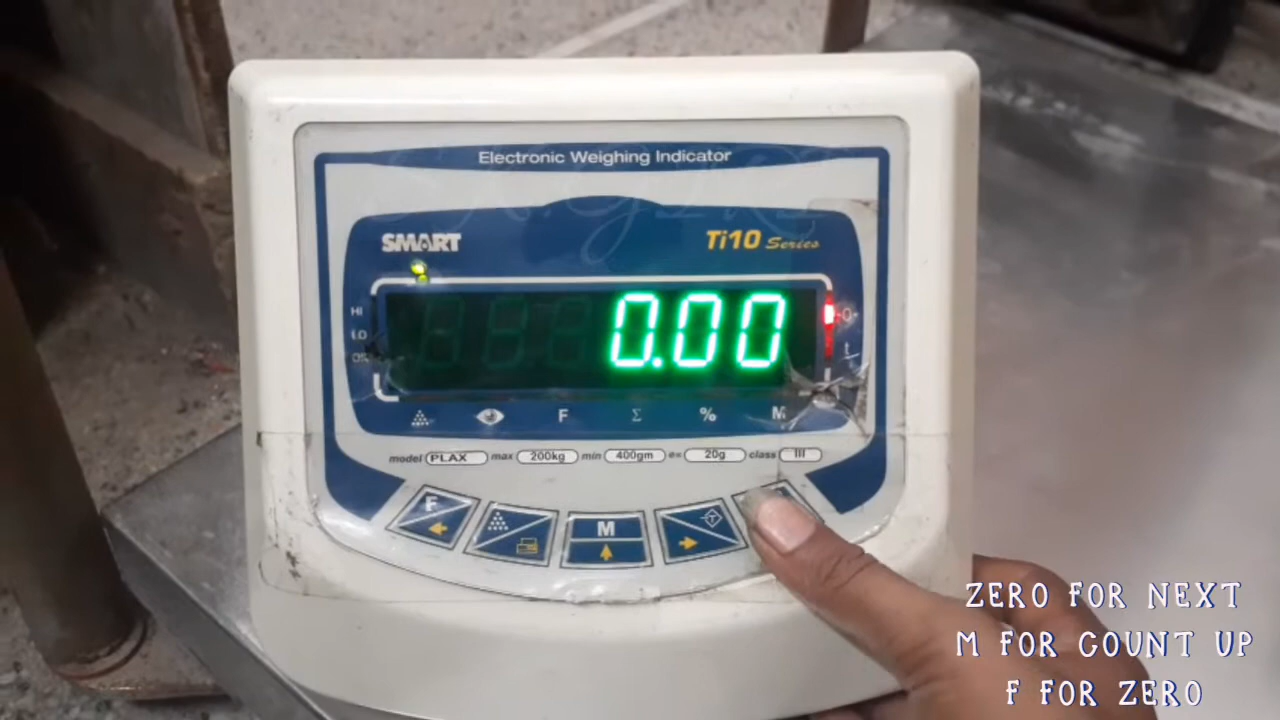 Electronic Weighing Indicator
SMART
Ti10 Series
HI
LO
0.00
-0-
F Σ % M
model PLAX max 200kg min 400gm e= 20g class III
F
M
T
ZERO FOR NEXT
M FOR COUNT UP
F FOR ZERO